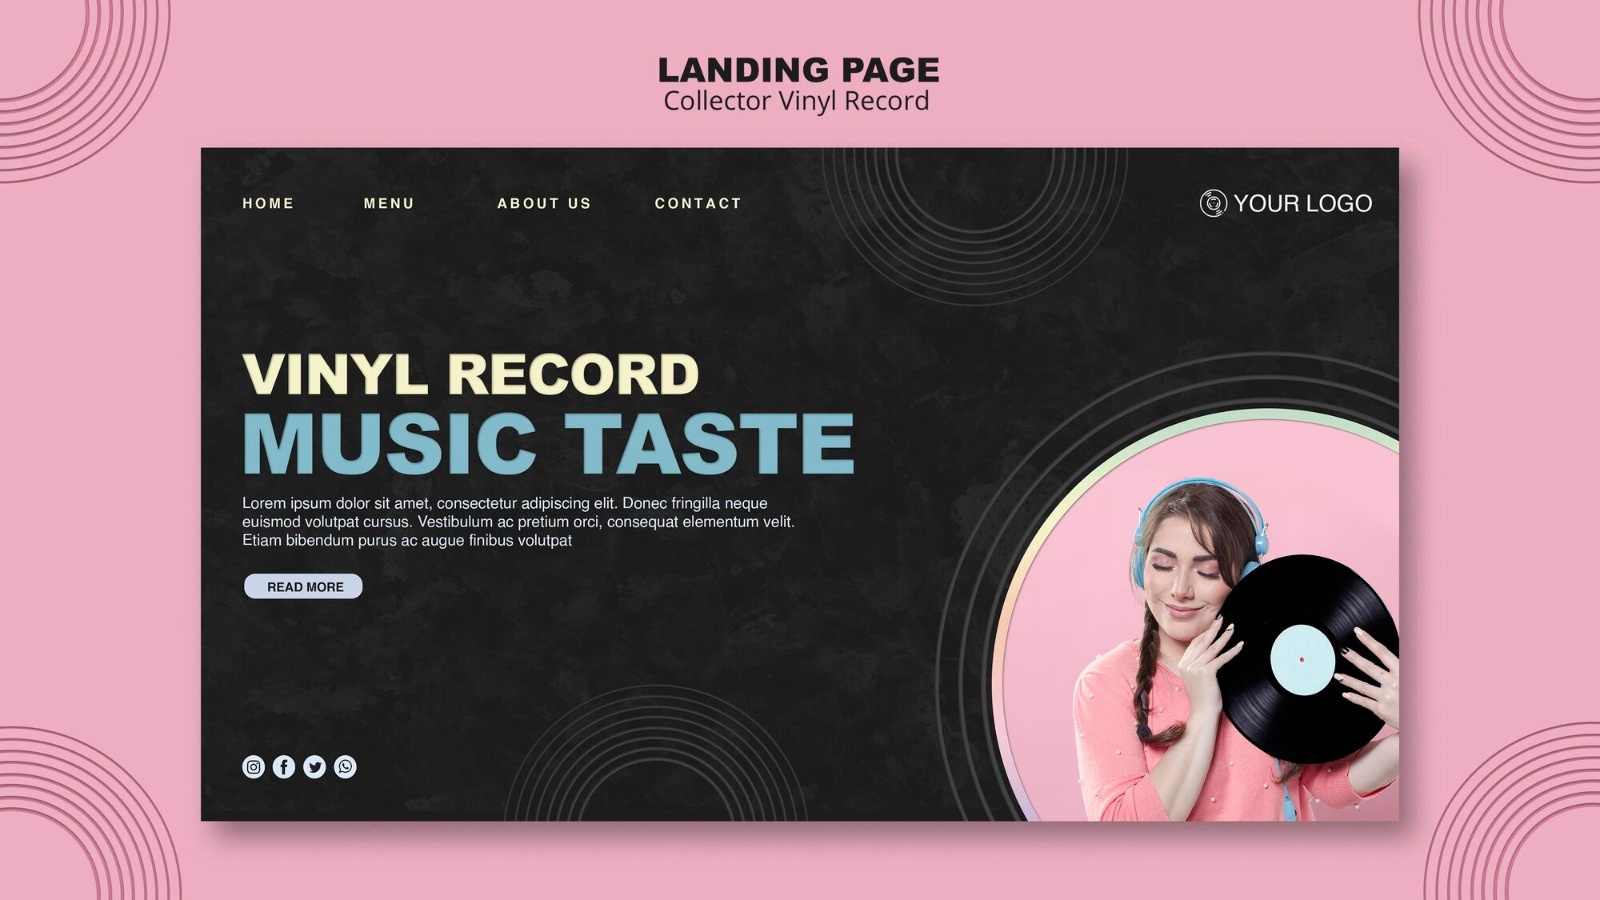 LANDING PAGE
Collector Vinyl Record
HOME MENU ABOUT US CONTACT
YOUR LOGO
VINYL RECORD
MUSIC TASTE
Lorem ipsum dolor sit amet, consectetur adipiscing elit. Donec fringilla neque
euismod volutpat cursus. Vestibulum ac pretium orci, consequat elementum velit.
Etiam bibendum purus ac augue finibus volutpat
READ MORE